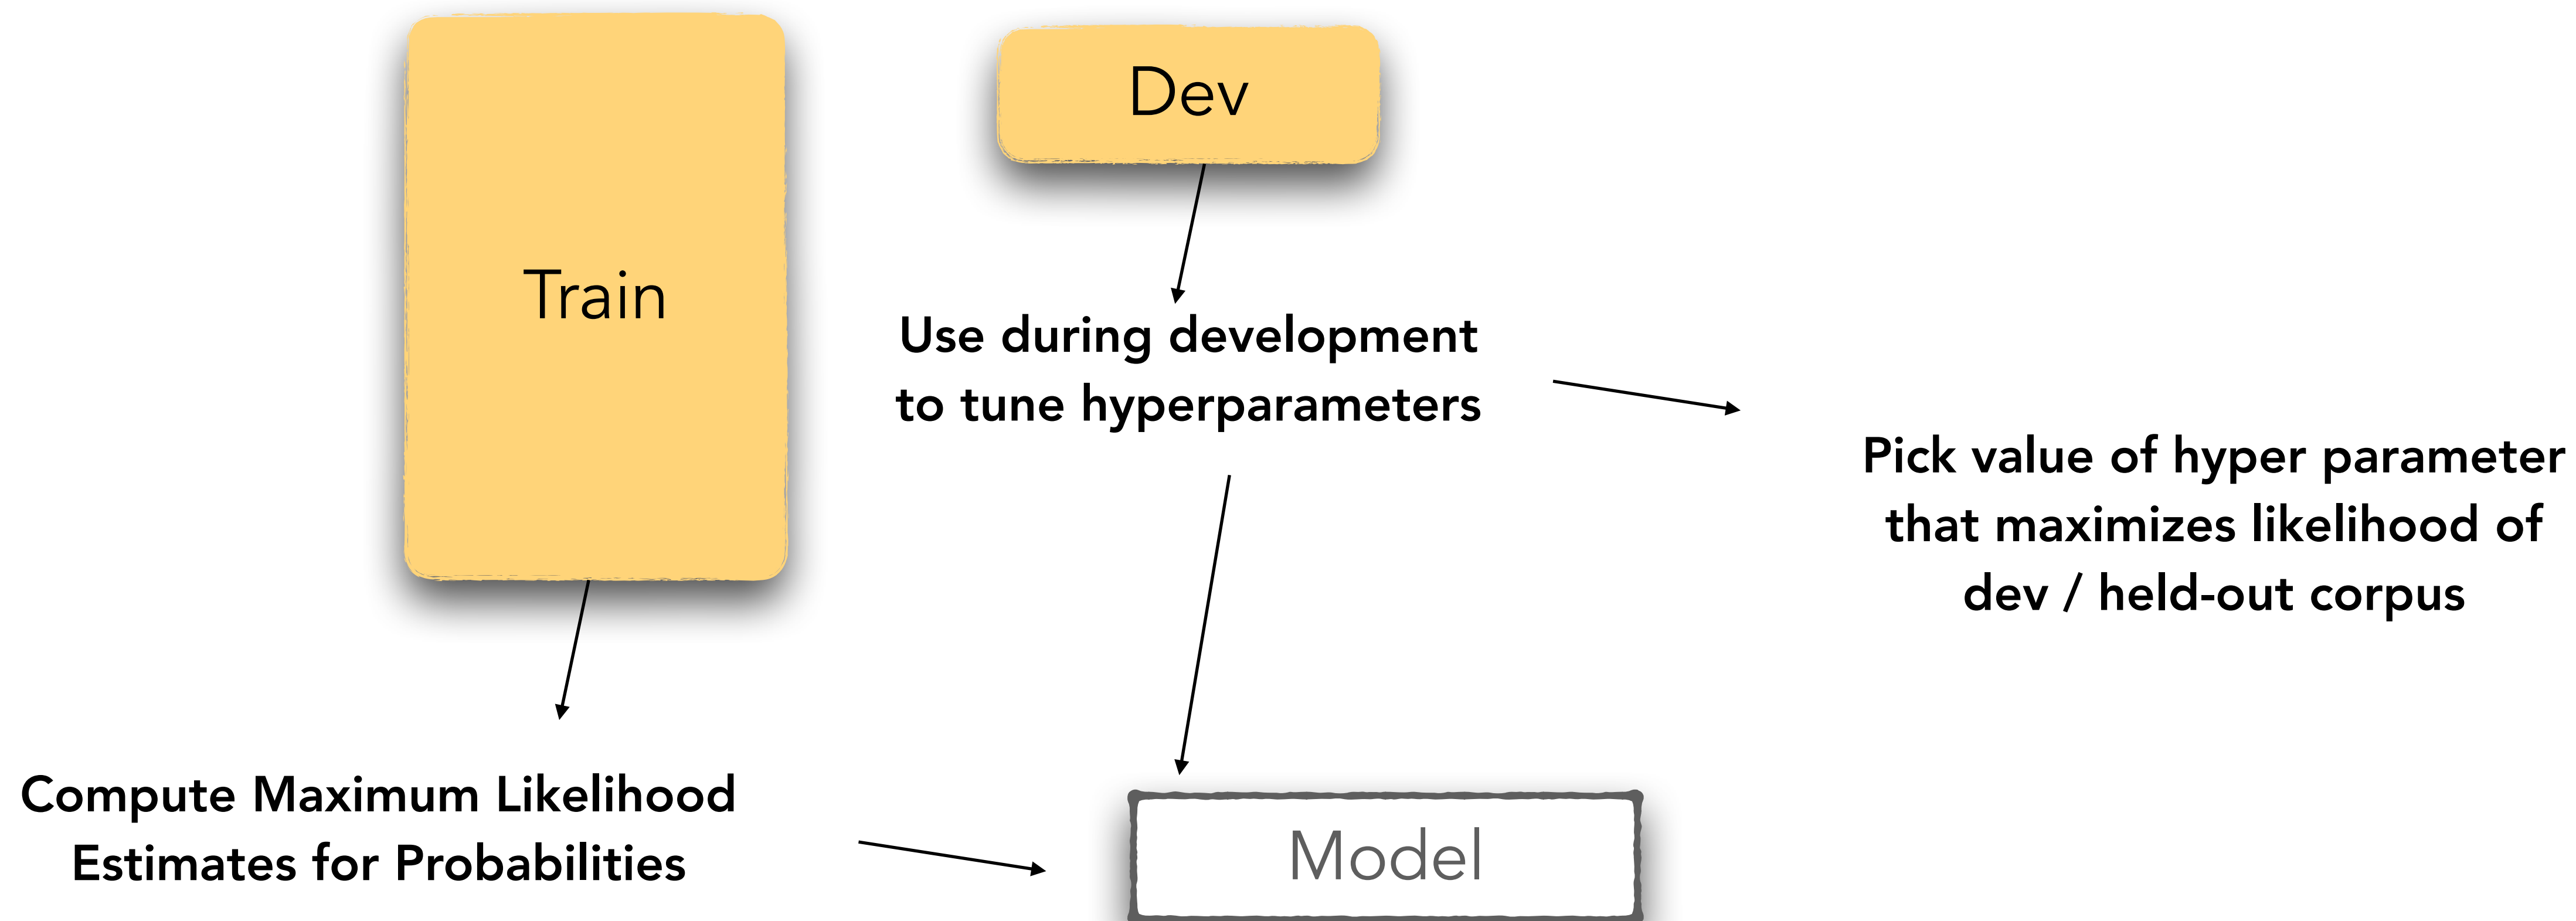 Train
Dev
Use during development
to tune hyperparameters
Pick value of hyper parameter
that maximizes likelihood of
dev / held-out corpus
Compute Maximum Likelihood
Estimates for Probabilities
Model